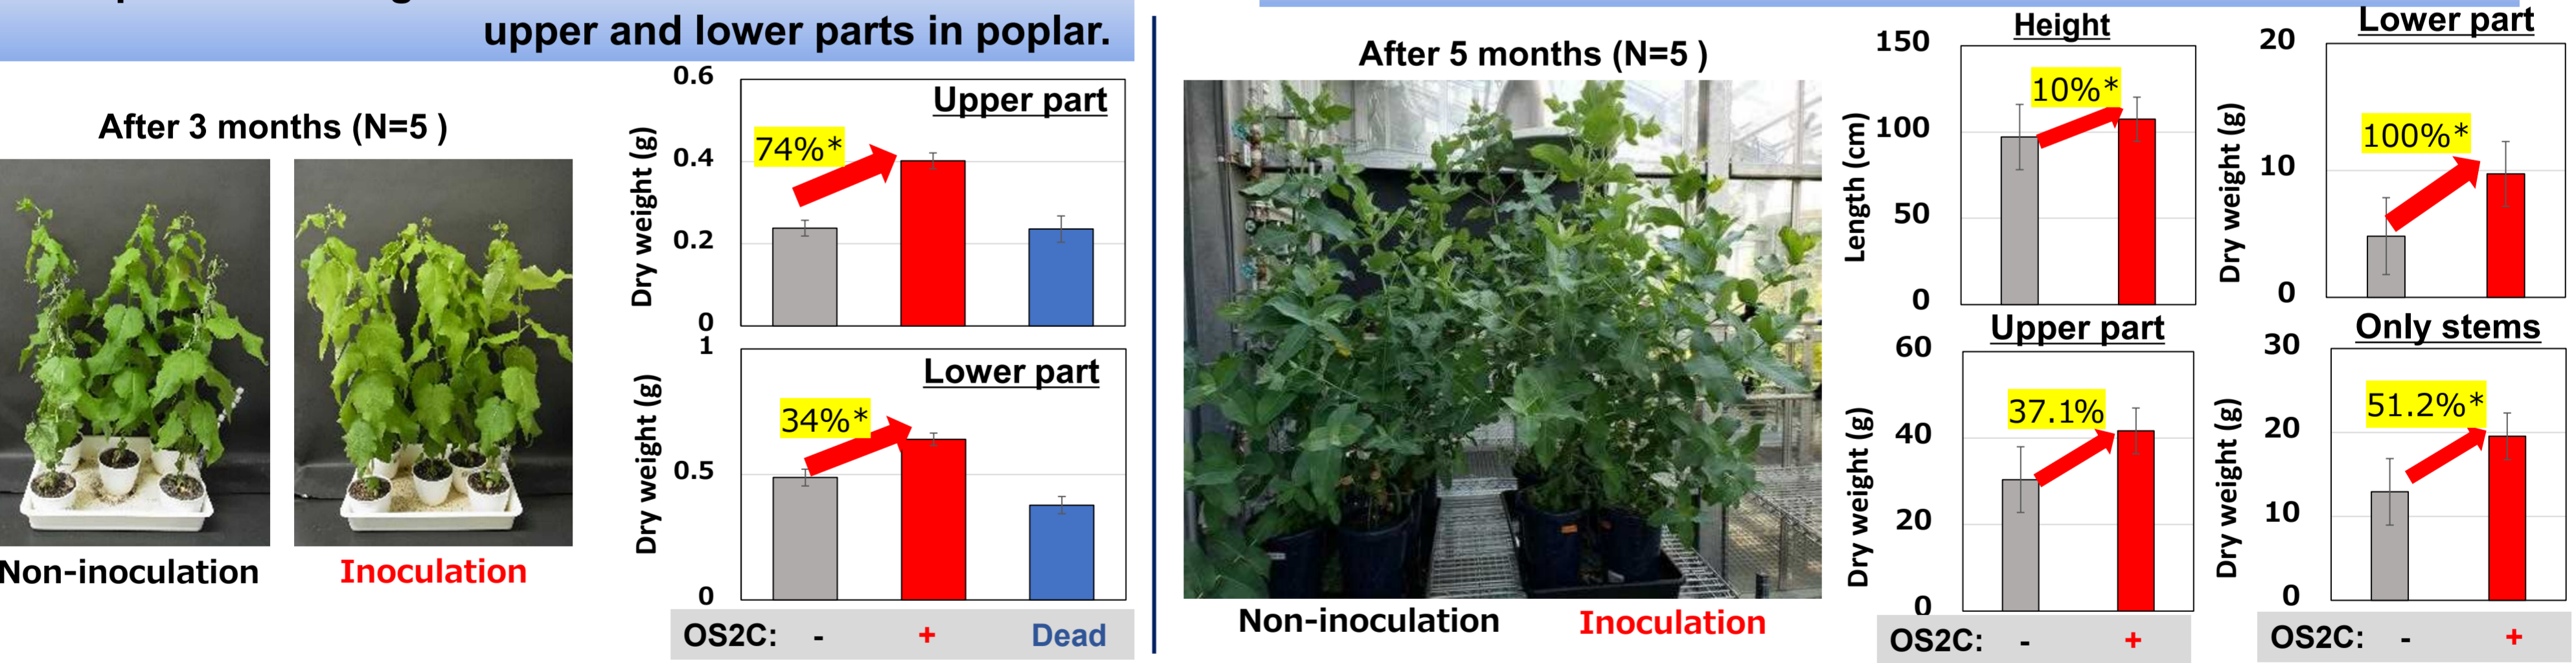 upper and lower parts in poplar.
After 3 months (N=5 )
Non-inoculation
Inoculation
Upper part
74%*
Dry weight (g)
0.6
0.4
0.2
0
Lower part
34%*
Dry weight (g)
1
0.5
0
OS2C: - + Dead
After 5 months (N=5 )
Non-inoculation
Inoculation
Height
10%*
Length (cm)
150
100
50
0
Lower part
100%*
Dry weight (g)
20
10
0
Upper part
37.1%
Dry weight (g)
60
40
20
0
OS2C: - +
Only stems
51.2%*
Dry weight (g)
30
20
10
0
OS2C: - +